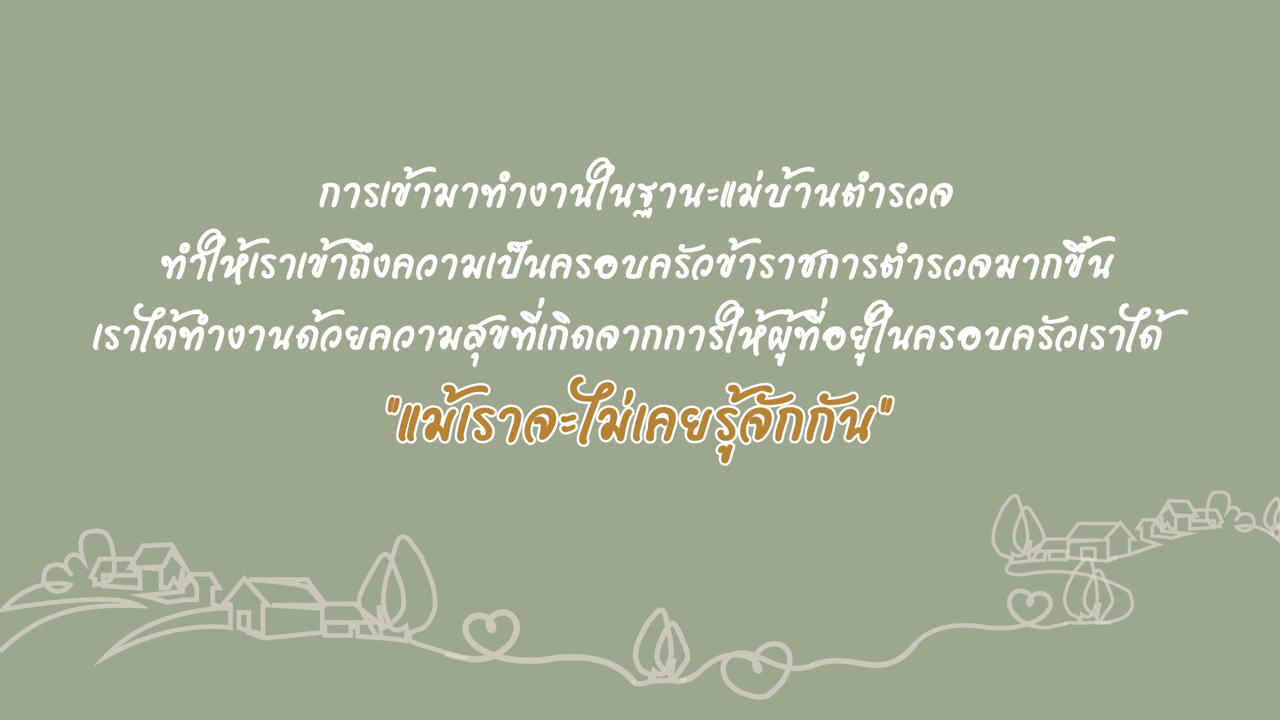 การเข้ามาทำงานในฐานะแม่บ้านตำรวจ
ทำให้เราเข้าถึงความเป็นครอบครัวข้าราชการตำรวจมากขึ้น
เราได้ทำงานด้วยความสุขที่เกิดจากการให้ผู้ที่อยู่ในครอบครัวเราได้
"แม้เราจะไม่เคยรู้จักกัน"